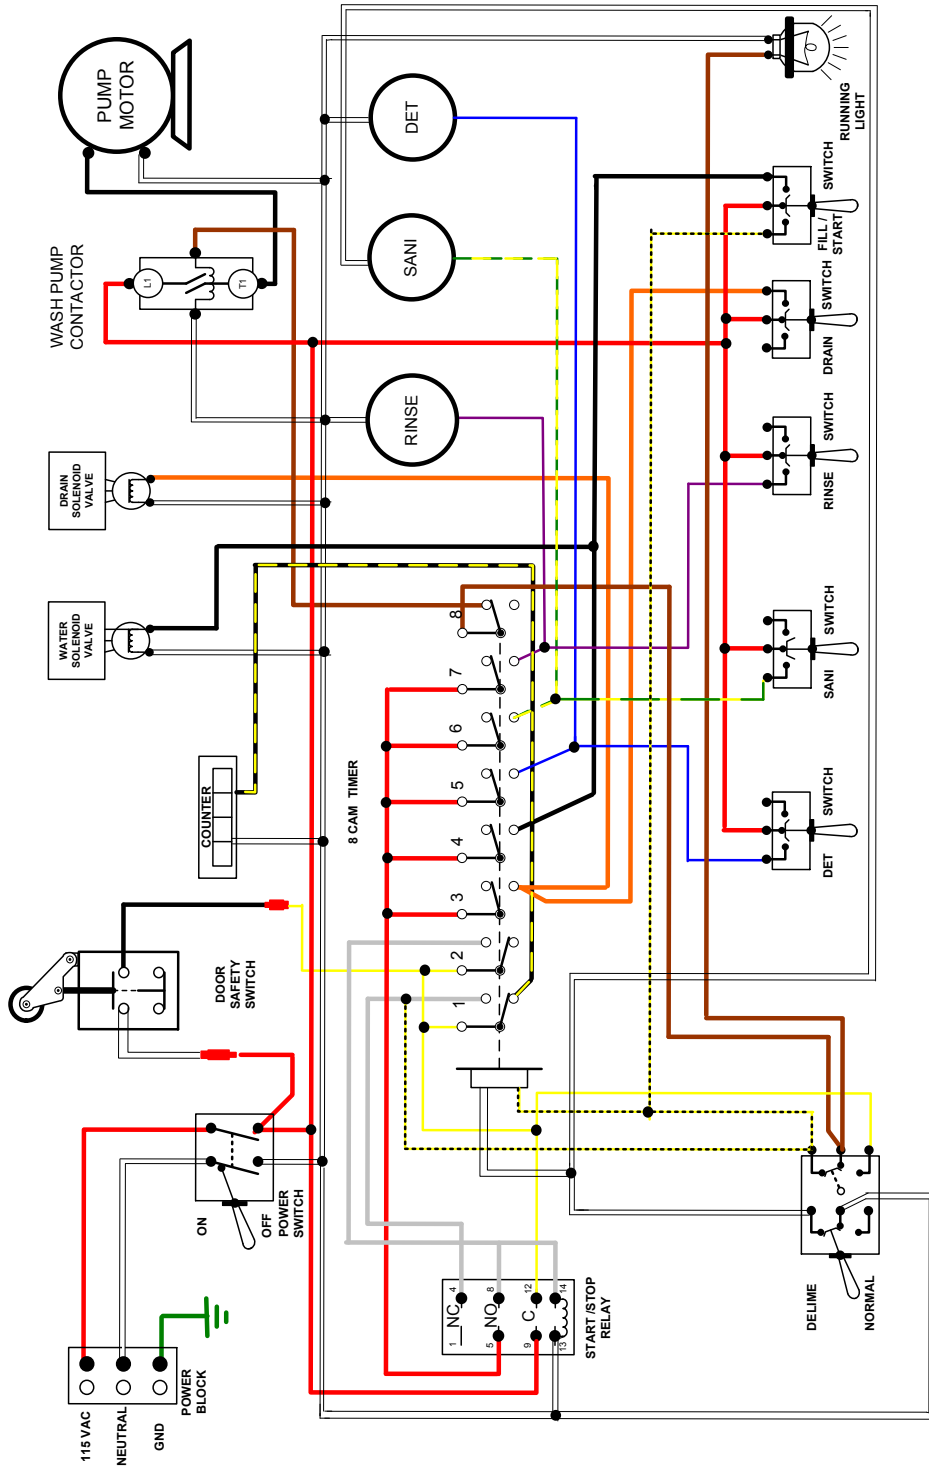 PUMP
MOTOR
WASH PUMP
CONTACTOR
L1
T1
DET
SANI
RINSE
RUNNING
LIGHT
FILL /
START
SWITCH
DRAIN
SWITCH
RINSE
SWITCH
SANI
SWITCH
DET
SWITCH
DRAIN
SOLENOID
VALVE
WATER
SOLENOID
VALVE
COUNTER
8 CAM TIMER
8
7
6
5
4
3
2
1
DOOR
SAFETY
SWITCH
ON
OFF
POWER
SWITCH
115 VAC
NEUTRAL
GND
POWER
BLOCK
1
NC
4
5
NO
8
9
C
12
13
14
START /STOP
RELAY
DELIME
NORMAL